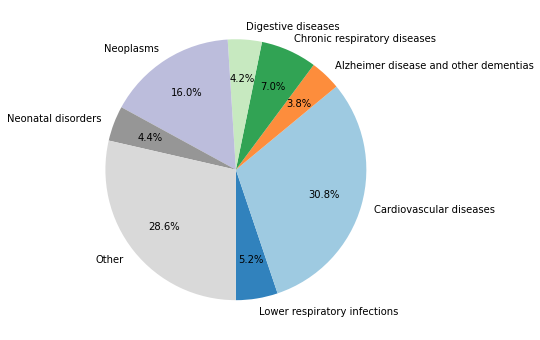 Digestive diseases
Chronic respiratory diseases
Neoplasms
Alzheimer disease and other dementias
4.2%
7.0%
16.0%
3.8%
Neonatal disorders
4.4%
30.8%
Cardiovascular diseases
28.6%
Other
5.2%
Lower respiratory infections